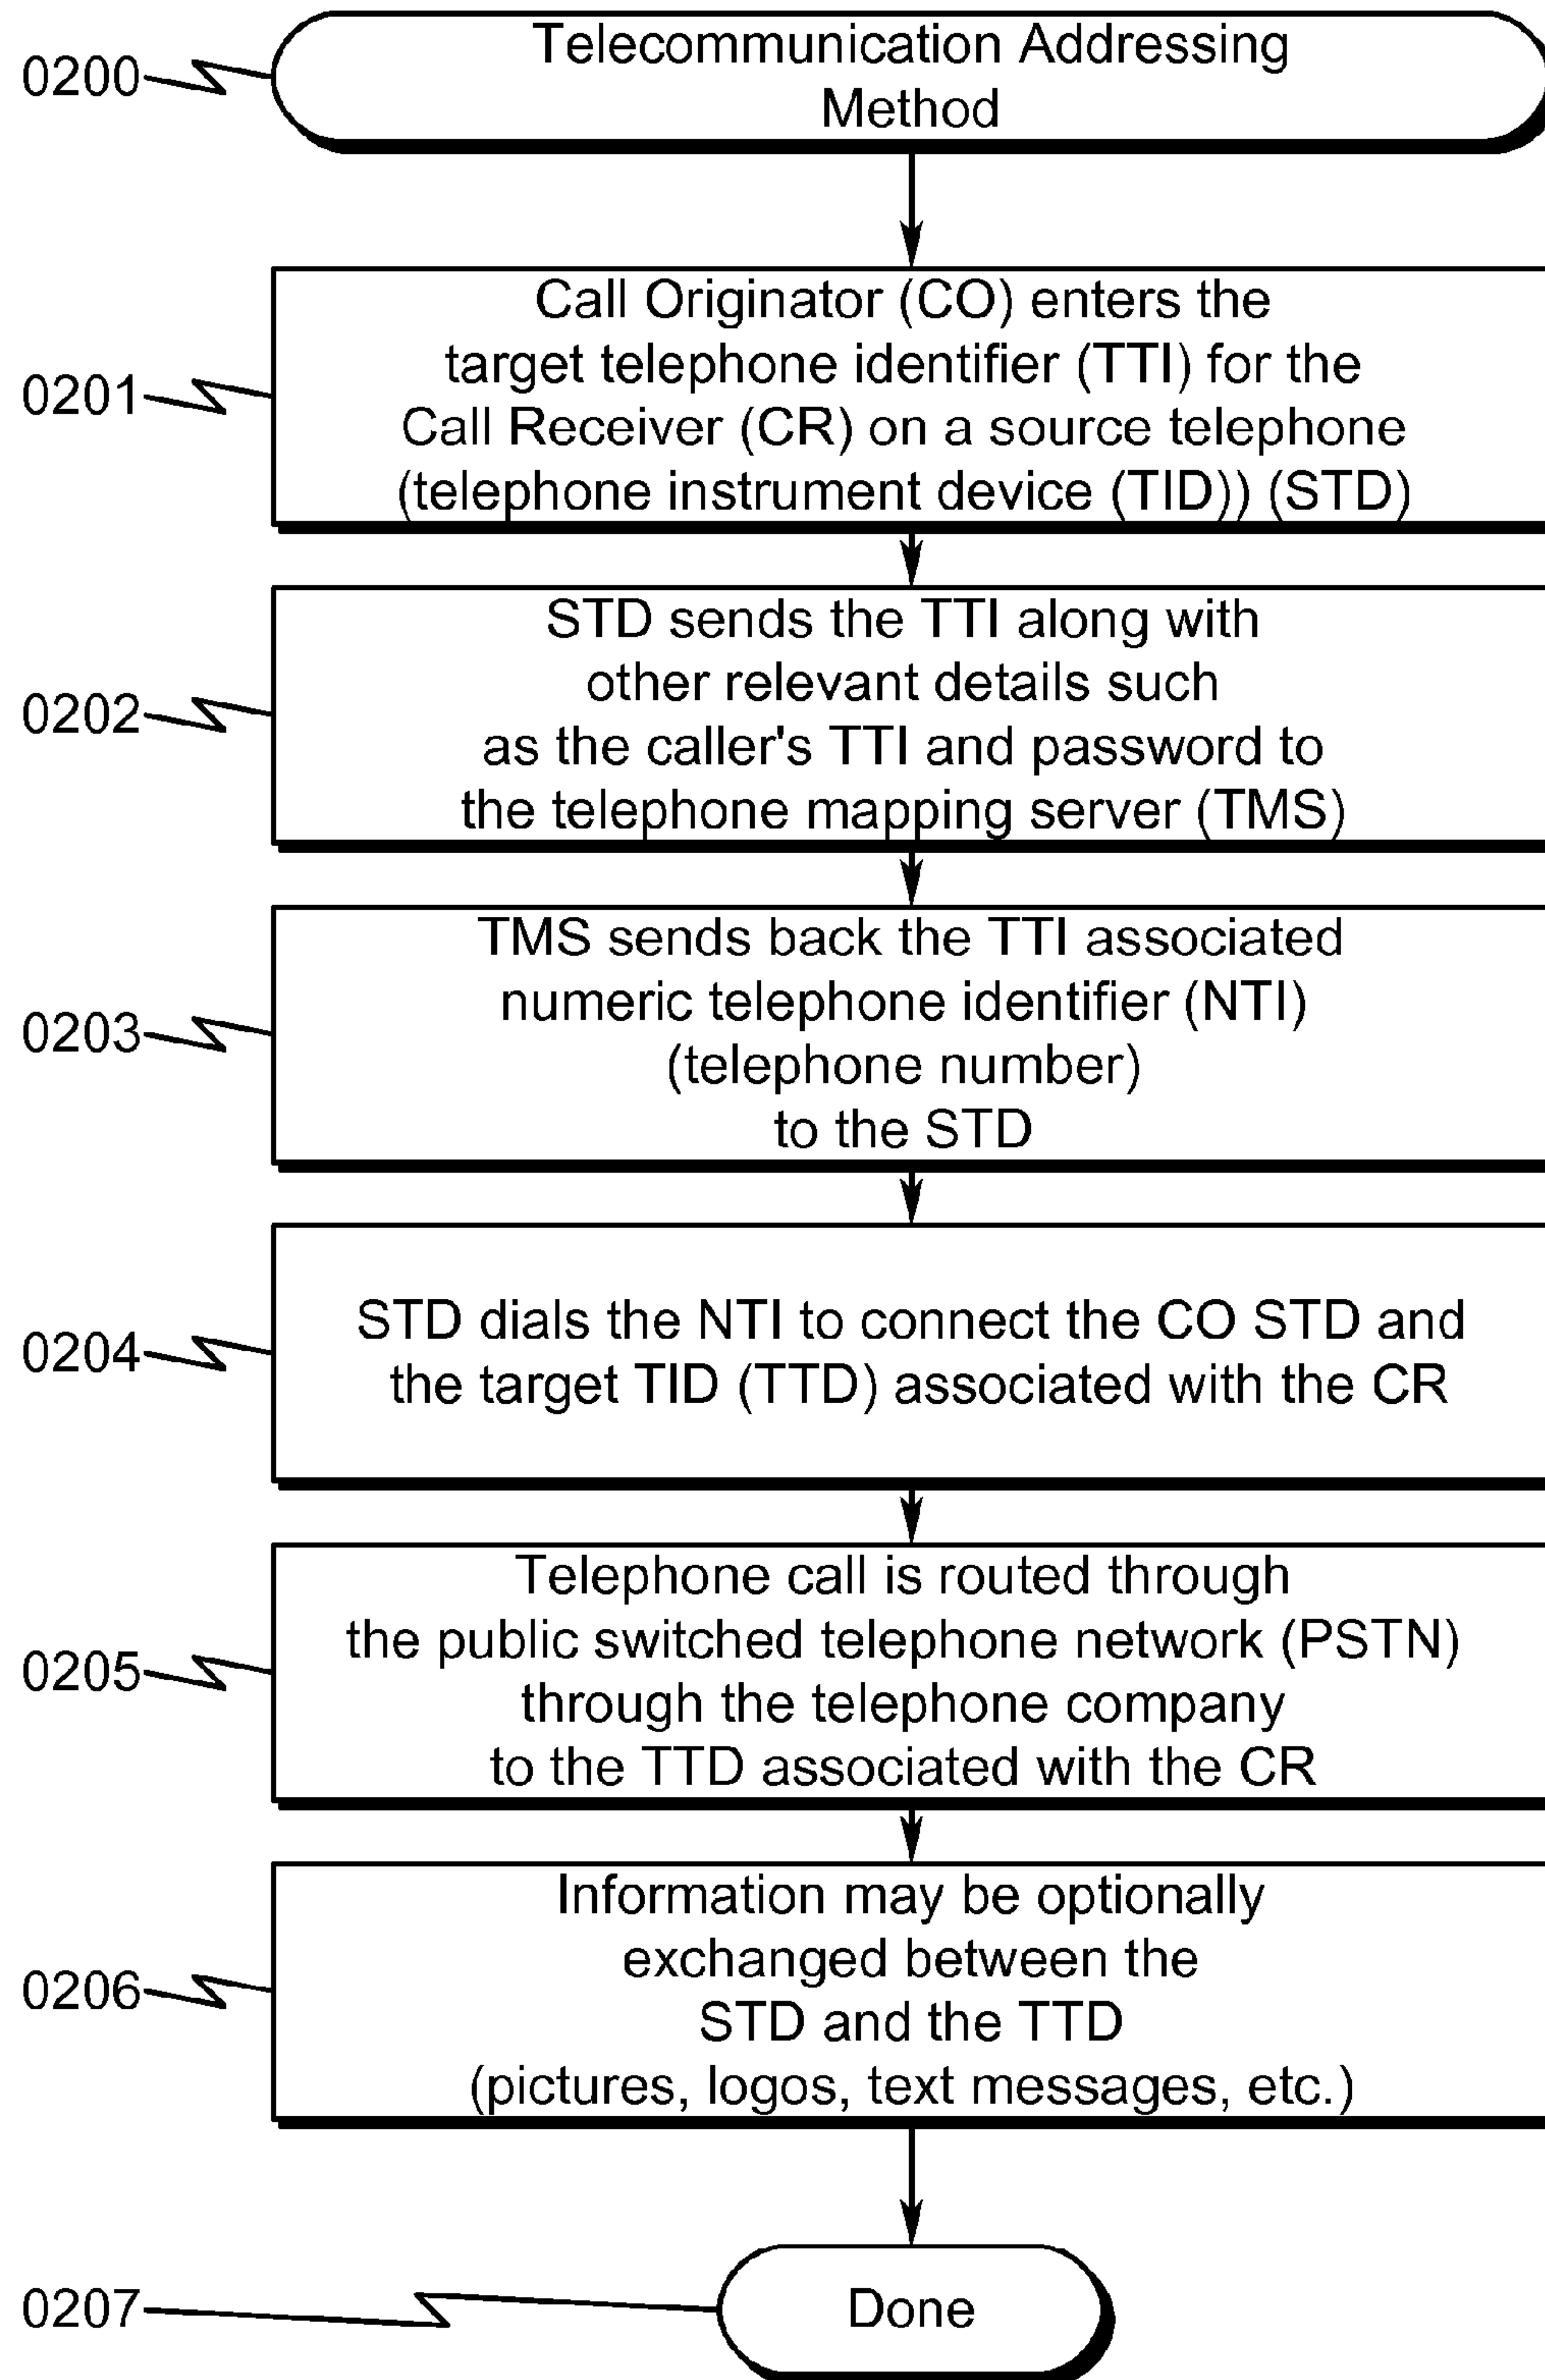 0200
Telecommunication Addressing
Method
0201
Call Originator (CO) enters the
target telephone identifier (TTI) for the
Call Receiver (CR) on a source telephone
(telephone instrument device (TID)) (STD)
0202
STD sends the TTI along with
other relevant details such
as the caller's TTI and password to
the telephone mapping server (TMS)
0203
TMS sends back the TTI associated
numeric telephone identifier (NTI)
(telephone number)
to the STD
0204
STD dials the NTI to connect the CO STD and
the target TID (TTD) associated with the CR
0205
Telephone call is routed through
the public switched telephone network (PSTN)
through the telephone company
to the TTD associated with the CR
0206
Information may be optionally
exchanged between the
STD and the TTD
(pictures, logos, text messages, etc.)
0207
Done